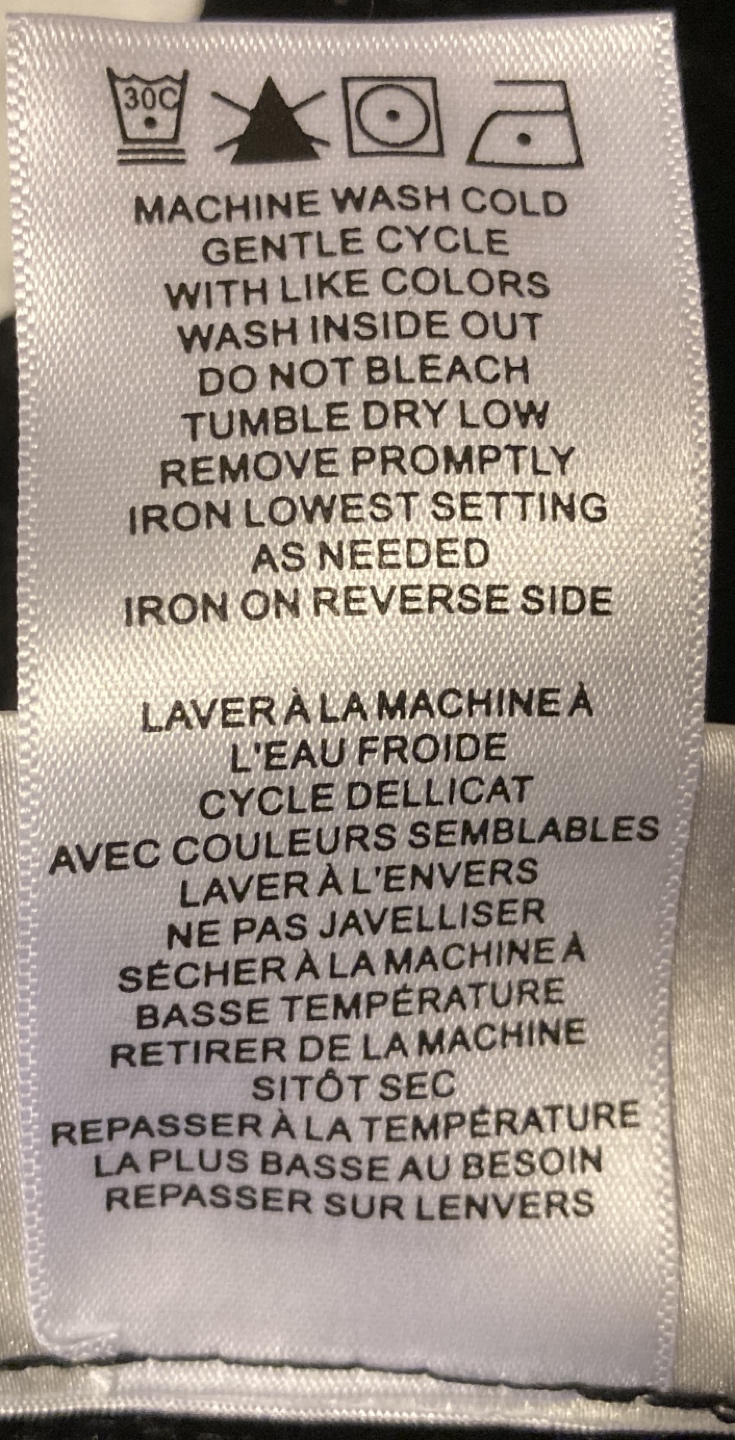 30C
MACHINE WASH COLD
GENTLE CYCLE
WITH LIKE COLORS
WASH INSIDE OUT
DO NOT BLEACH
TUMBLE DRY LOW
REMOVE PROMPTLY
IRON LOWEST SETTING
AS NEEDED
IRON ON REVERSE SIDE
LAVER À LA MACHINE À
L'EAU FROIDE
CYCLE DELLICAT
AVEC COULEURS SEMBLABLES
LAVER À L'ENVERS
NE PAS JAVELLISER
SÉCHER À LA MACHINE À
BASSE TEMPÉRATURE
RETIRER DE LA MACHINE
SITÔT SEC
REPASSER À LA TEMPÉRATURE
LA PLUS BASSE AU BESOIN
REPASSER SUR LENVERS